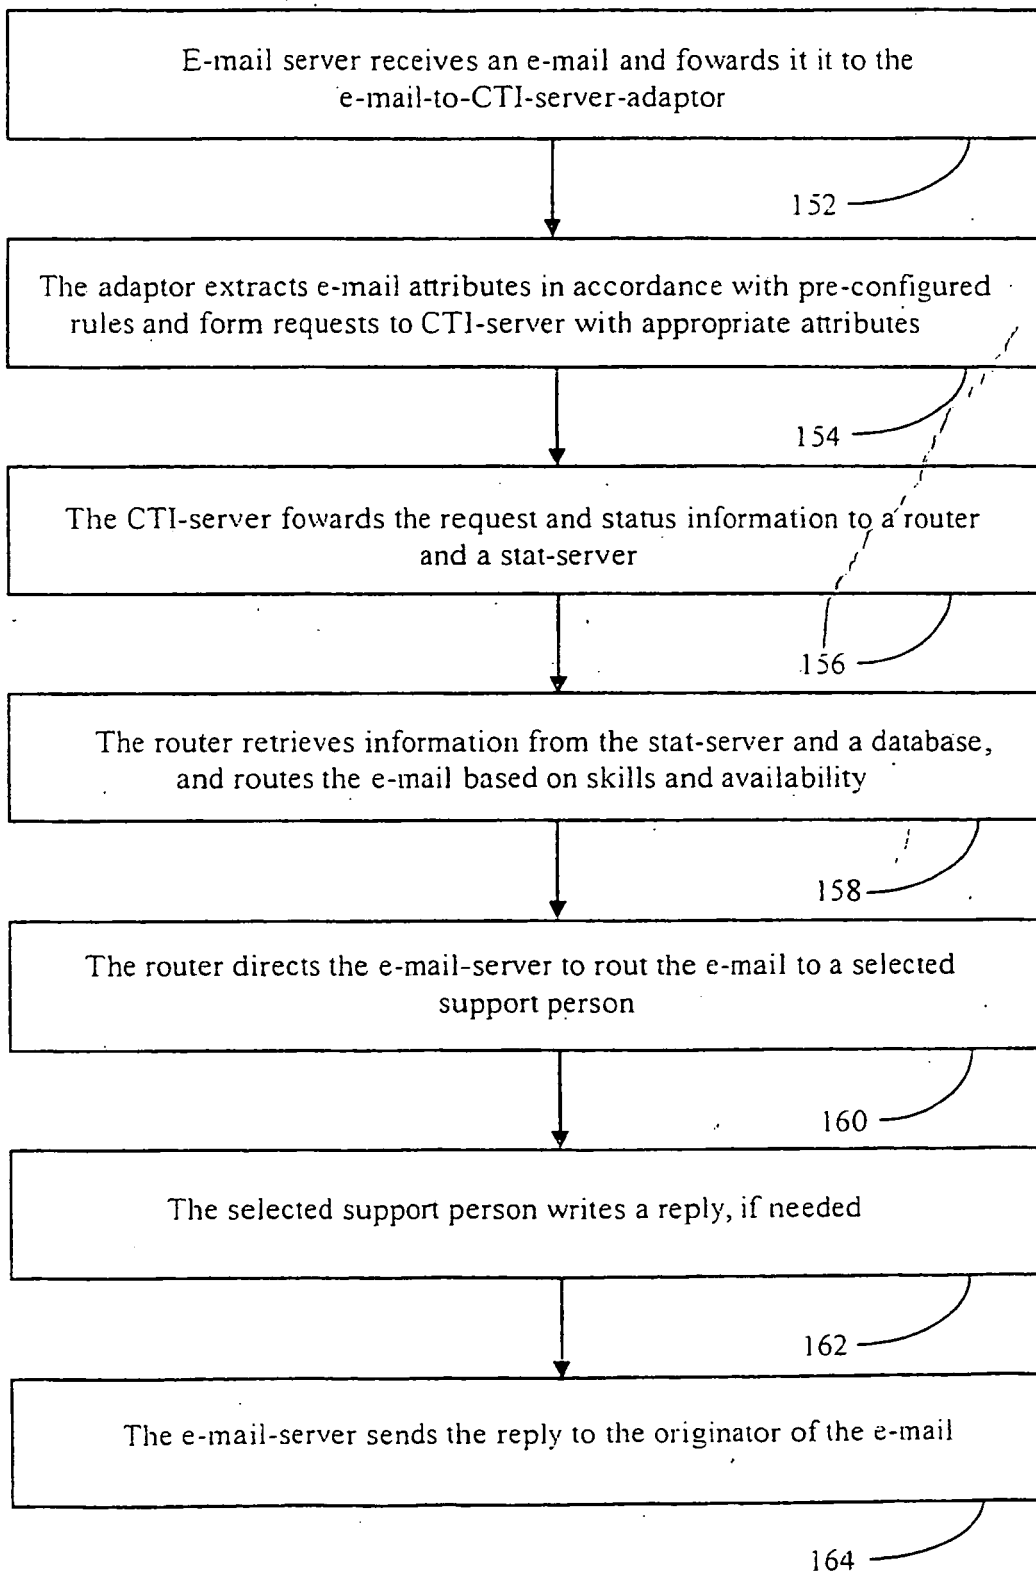 E-mail server receives an e-mail and fowards it it to the
e-mail-to-CTI-server-adaptor
152
The adaptor extracts e-mail attributes in accordance with pre-configured
rules and form requests to CTI-server with appropriate attributes
154
The CTI-server fowards the request and status information to a router
and a stat-server
156
The router retrieves information from the stat-server and a database,
and routes the e-mail based on skills and availability
158
The router directs the e-mail-server to rout the e-mail to a selected
support person
160
The selected support person writes a reply, if needed
162
The e-mail-server sends the reply to the originator of the e-mail
164